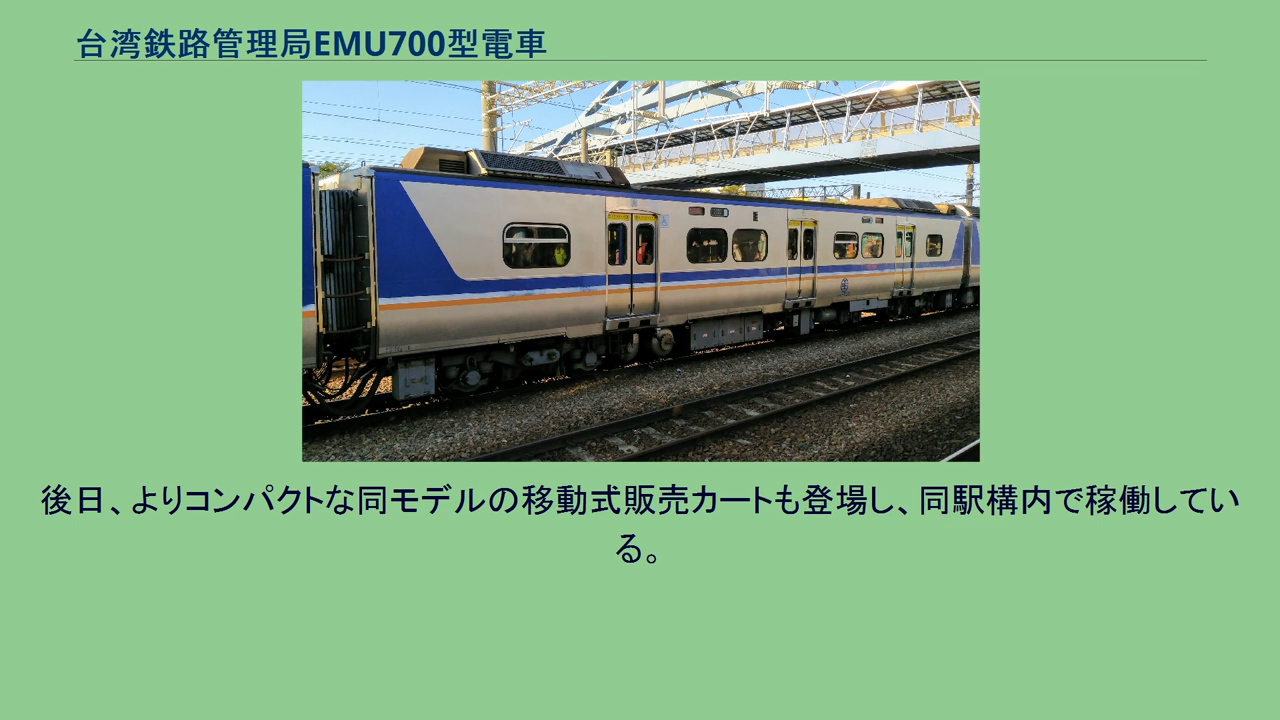 台湾鉄路管理局EMU700型電車
後日、よりコンパクトな同モデルの移動式販売カートも登場し、同駅構内で稼働してい
る。